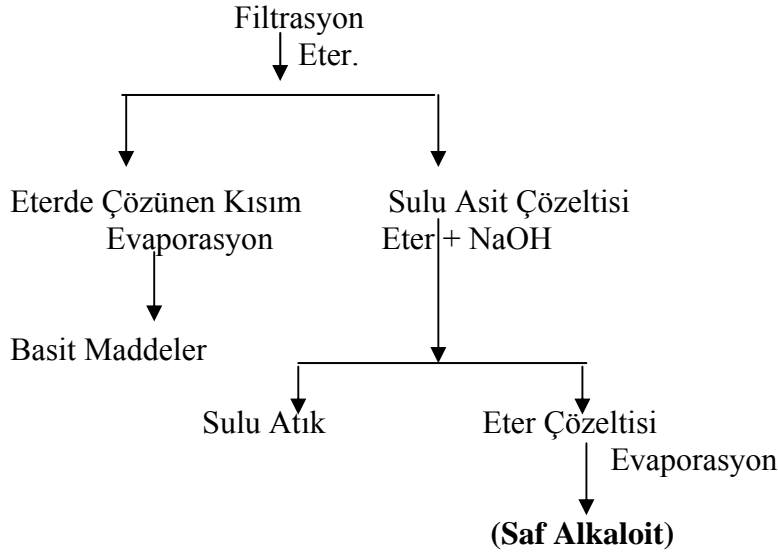 Filtrasyon
Eter.
Eterde Çözünen Kısım
Evaporasyon
Sulu Asit Çözeltisi
Eter + NaOH
Basit Maddeler
Sulu Atık
Eter Çözeltisi
Evaporasyon
(Saf Alkaloit)